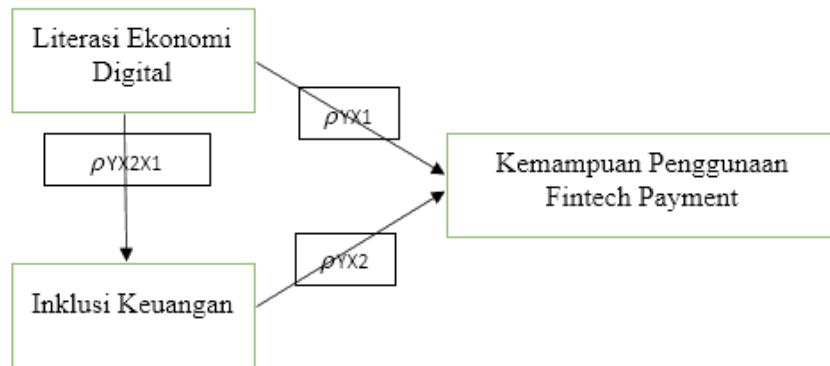 Literasi Ekonomi
Digital
ρYX1
ρYX2X1
Kemampuan Penggunaan
Fintech Payment
ρYX2
Inklusi Keuangan